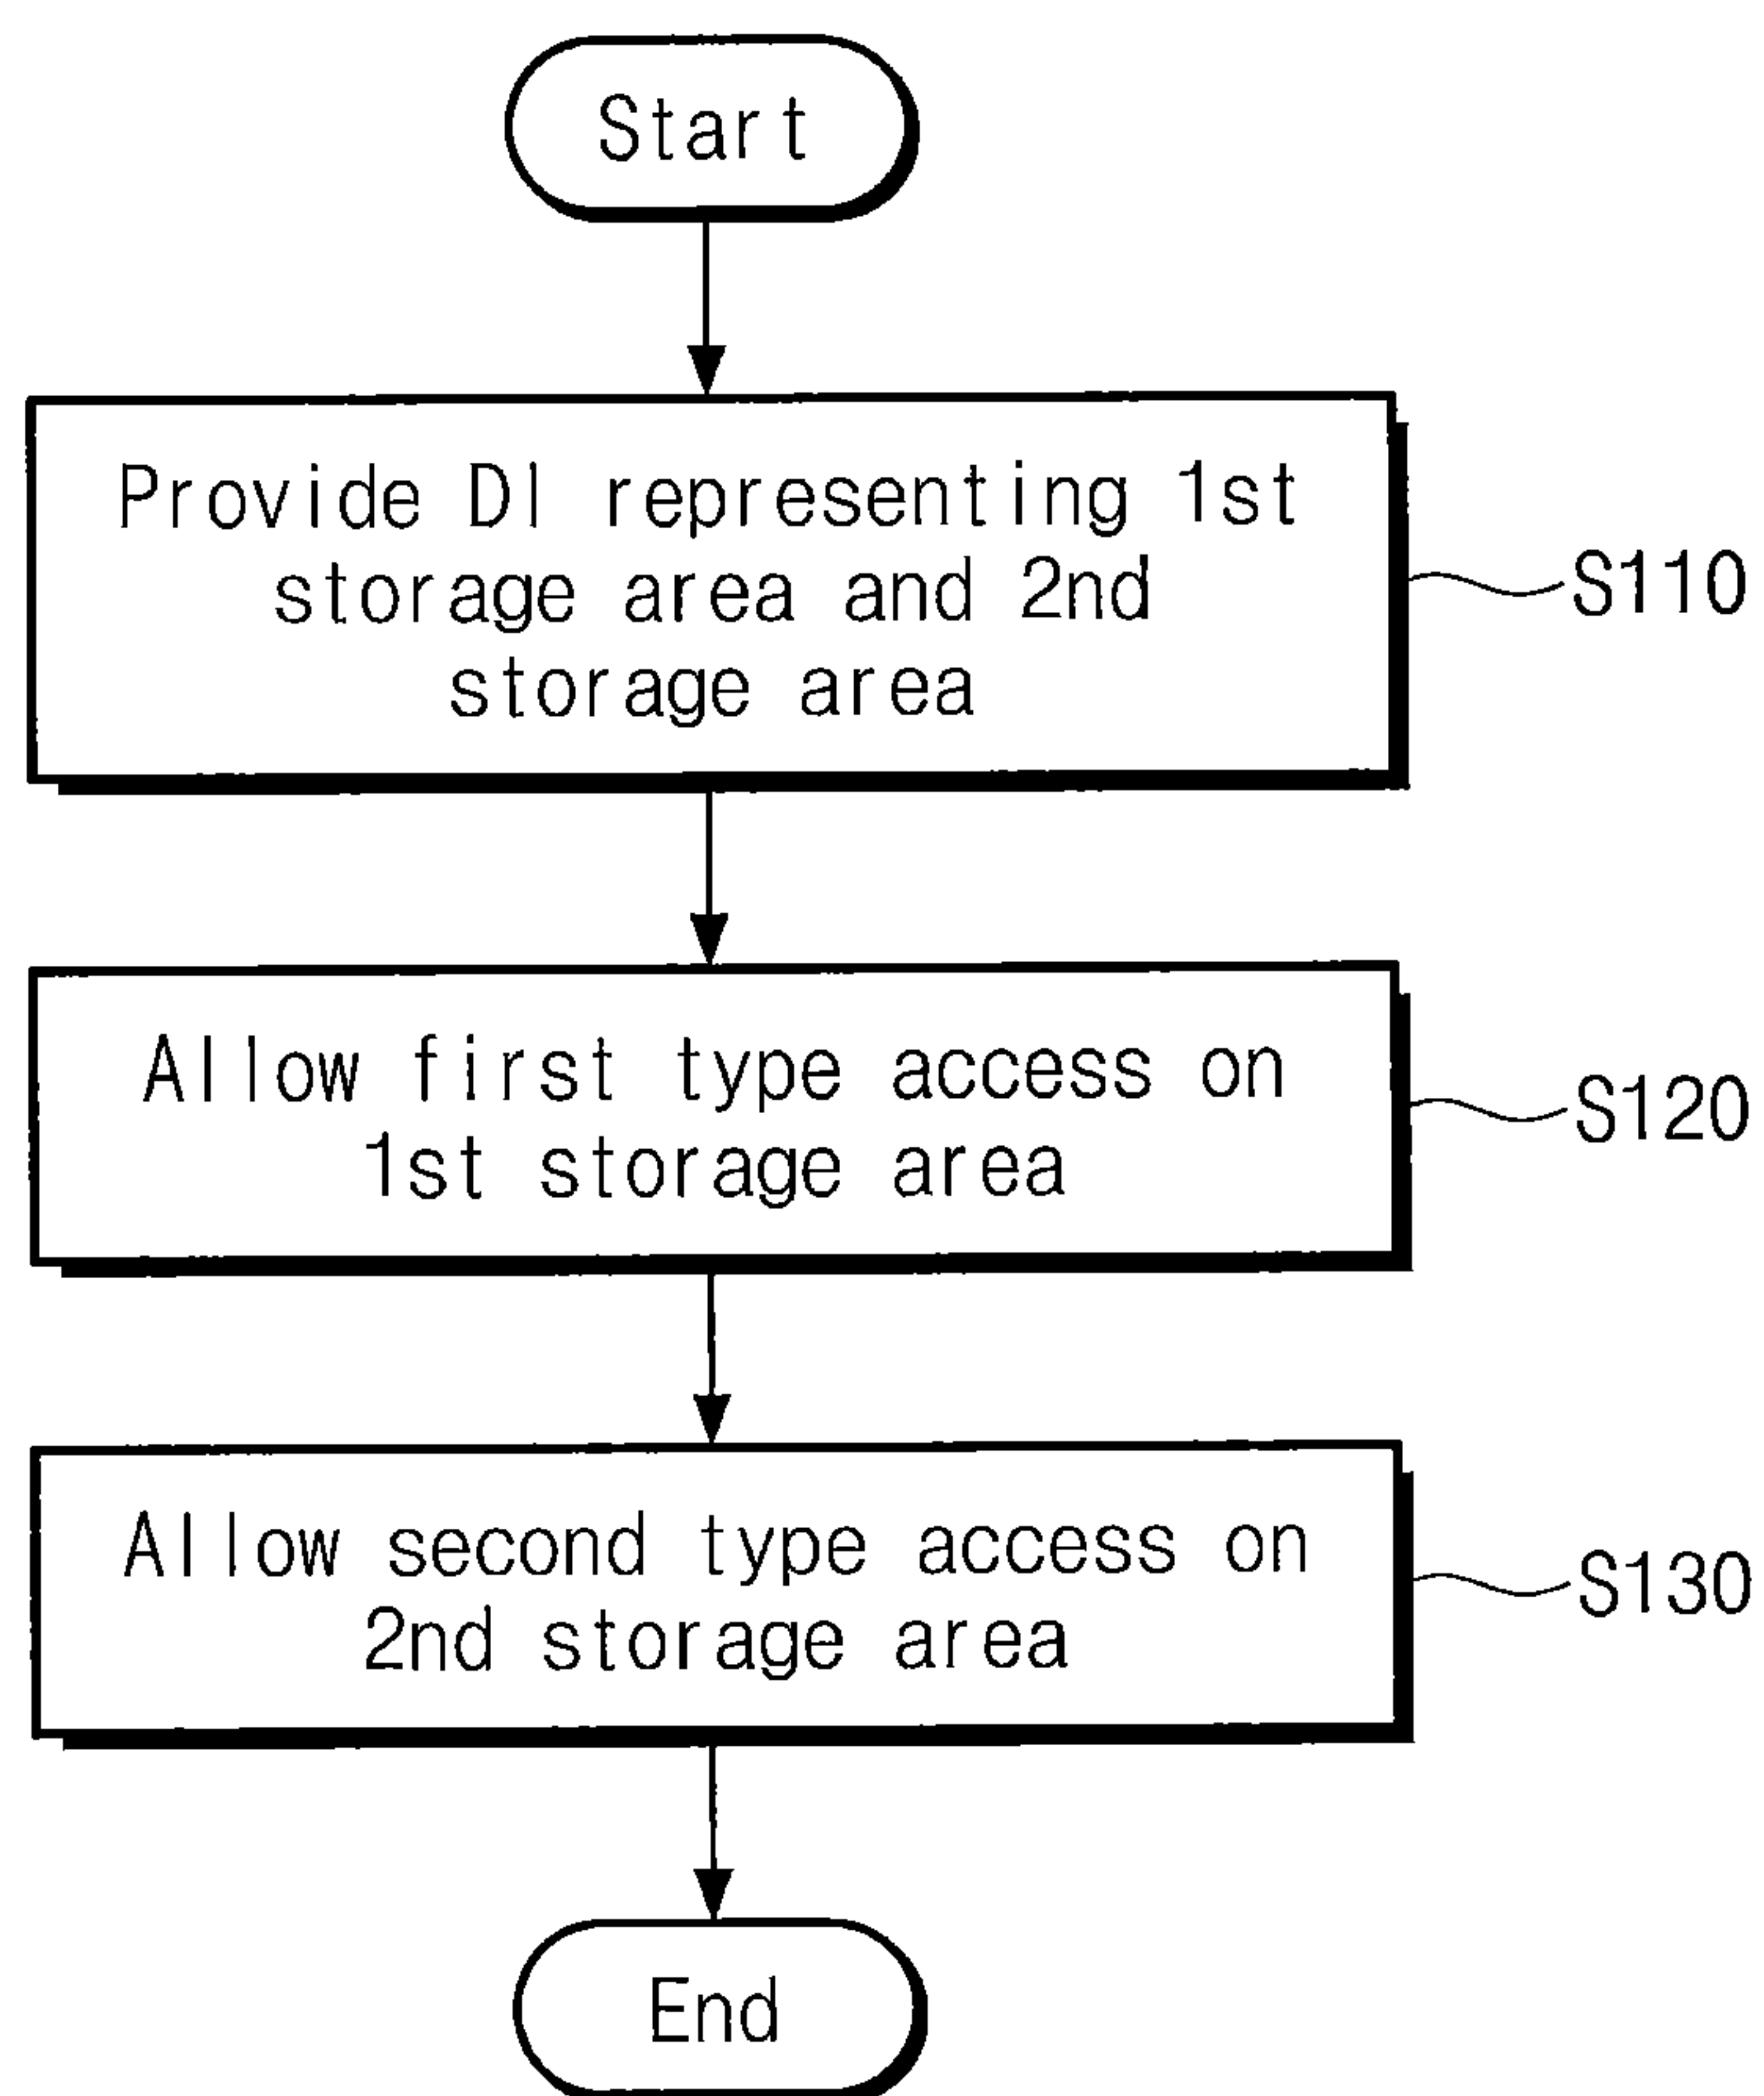 Start
Provide DI representing 1st
storage area and 2nd
storage area
S110
Allow first type access on
1st storage area
S120
Allow second type access on
2nd storage area
S130
End